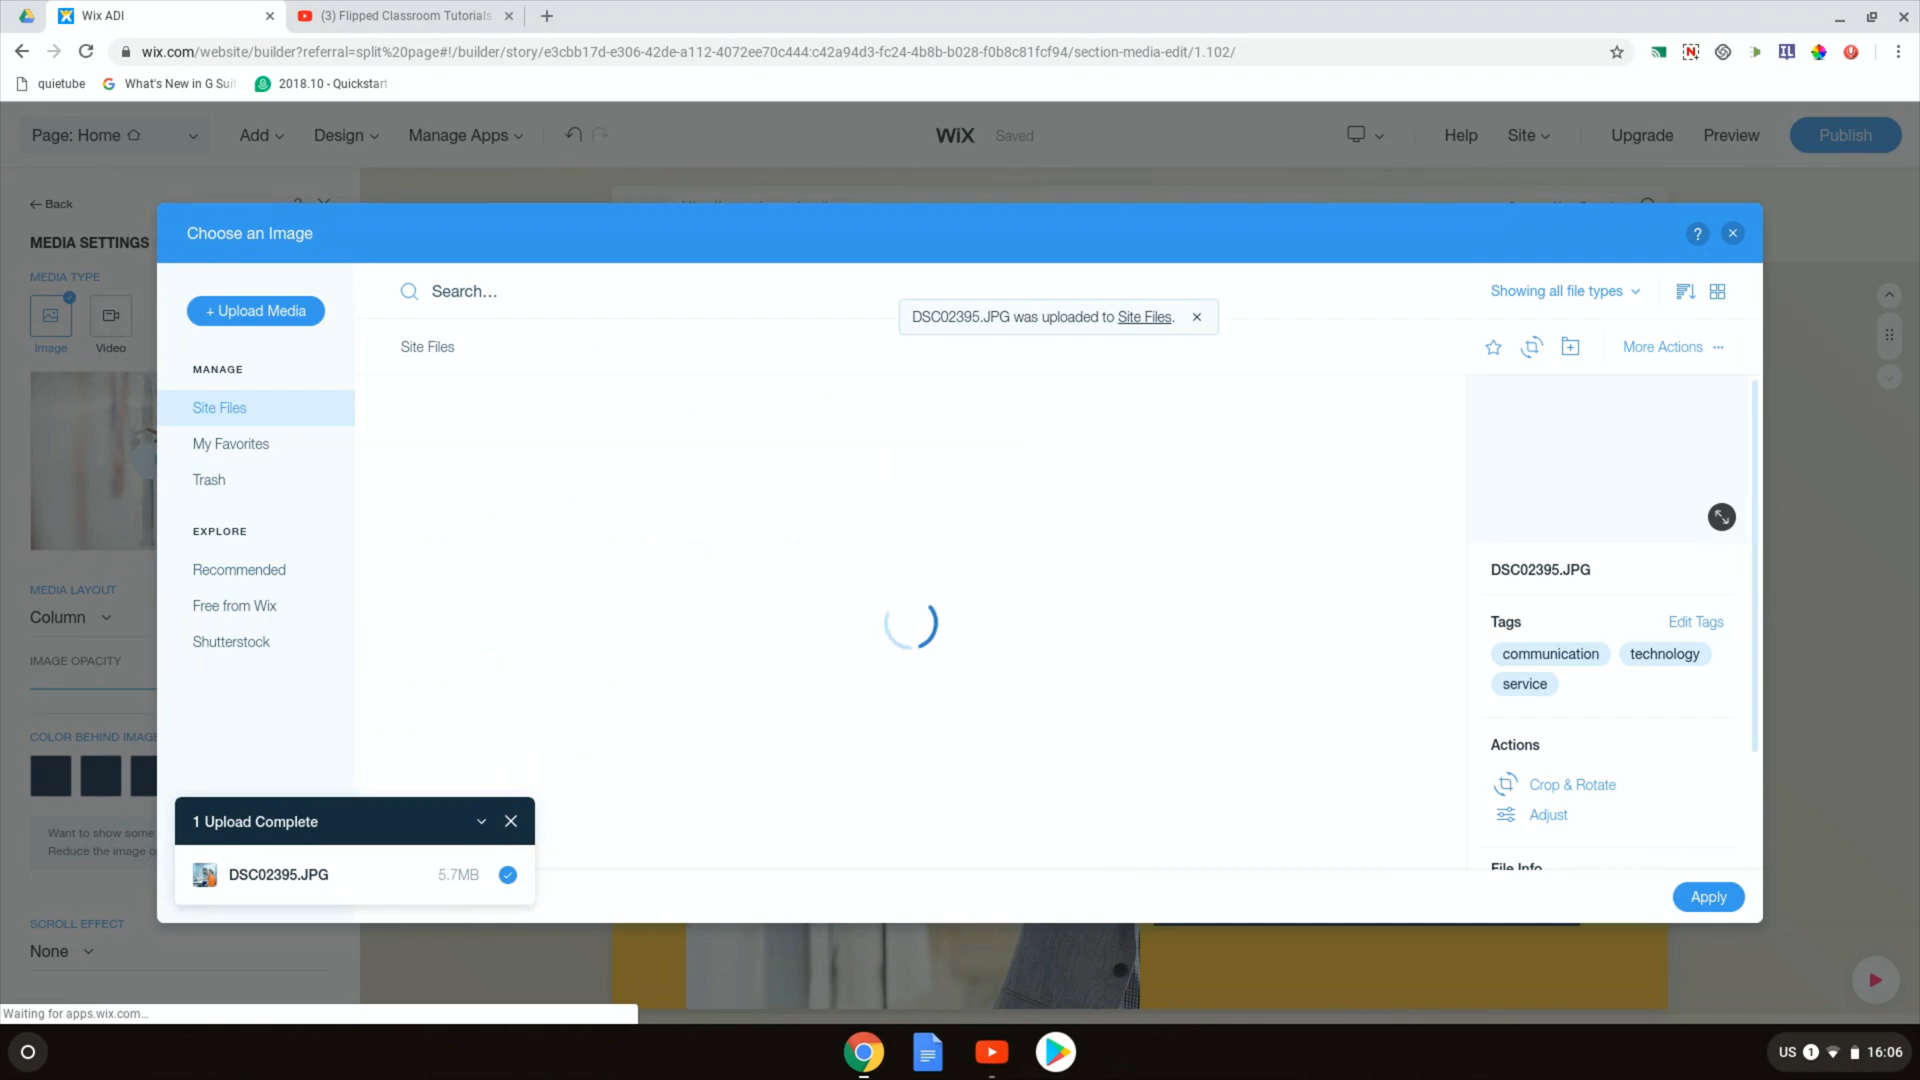 Wix ADI
(3) Flipped Classroom Tutorials
wix.com/website/builder?referral=split%20page#!/builder/story/e3cbb17d-e306-42de-a112-4072ee70c444:c42a94d3-fc24-4b8b-b028-f0b8c81fcf94/section-media-edit/1.102/
quietube
What's New in G Suit
2018.10 - Quickstart
Page: Home
Add
Design
Manage Apps
WiX
Saved
Help
Site
Upgrade
Preview
Publish
Back
MEDIA SETTINGS
MEDIA TYPE
Image
Video
MEDIA LAYOUT
Column
IMAGE OPACITY
COLOR BEHIND IMAGE
Want to show some
Reduce the image op
SCROLL EFFECT
None
Choose an Image
?
+ Upload Media
MANAGE
Site Files
My Favorites
Trash
EXPLORE
Recommended
Free from Wix
Shutterstock
Search...
Showing all file types
DSC02395.JPG was uploaded to Site Files.
Site Files
More Actions
DSC02395.JPG
Tags
Edit Tags
communication
technology
service
Actions
Crop & Rotate
Adjust
File Info
Apply
1 Upload Complete
DSC02395.JPG
5.7MB
Waiting for apps.wix.com...
US
1
16:06